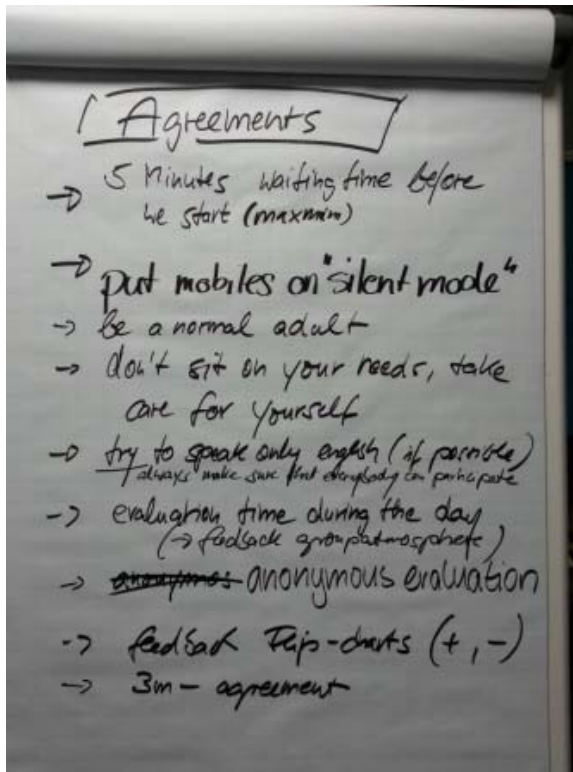 Agreements
→ 5 Minutes waiting time before
we start (maxmim)
→ put mobiles on "silent mode"
→ be a normal adult
→ don't sit on your needs, take
care for yourself
→ try to speak only english (if possible)
always make sure that everybody can participate
→ evaluation time during the day
(→ feedback groupatmosphere)
→ anonymos anonymous evaluation
→ feedback Flip-charts (+, -)
→ 3m - agreement